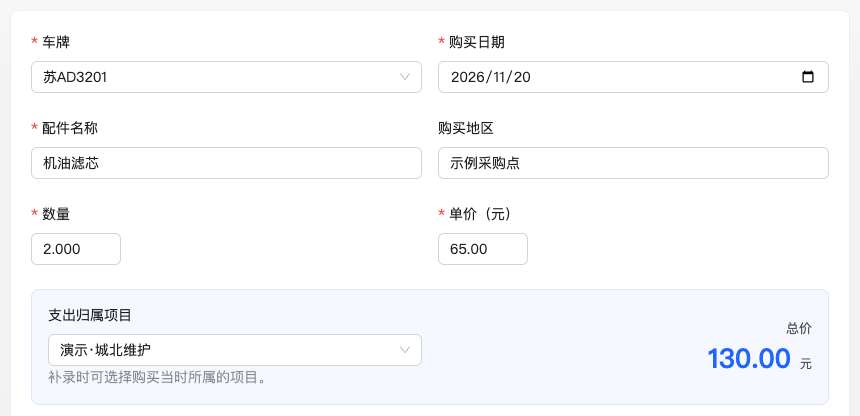 * 车牌
* 购买日期
苏AD3201
2026/11/20
* 配件名称
购买地区
机油滤芯
示例采购点
* 数量
* 单价（元）
2.000
65.00
支出归属项目
总价
演示·城北维护
130.00 元
补录时可选择购买当时所属的项目。